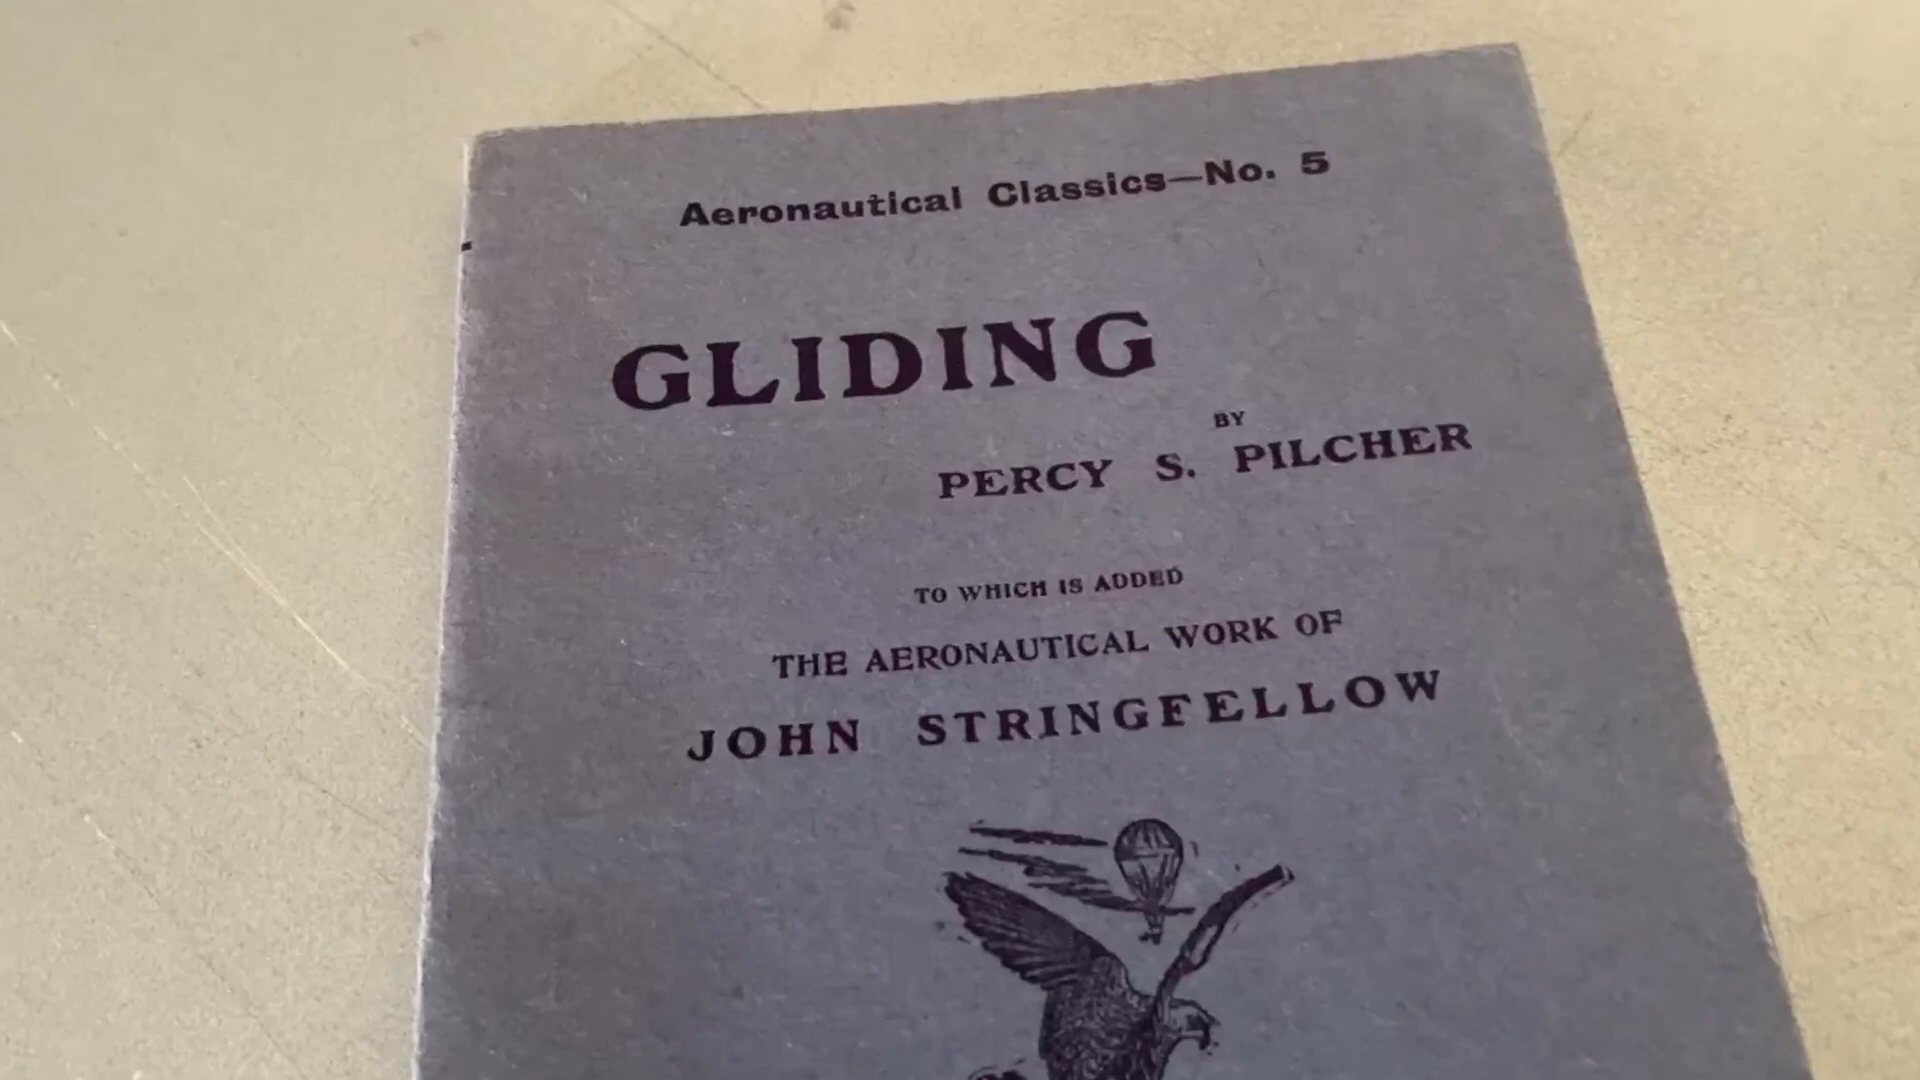 Aeronautical Classics—No. 5
GLIDING
BY
PERCY S. PILCHER
TO WHICH IS ADDED
THE AERONAUTICAL WORK OF
JOHN STRINGFELLOW